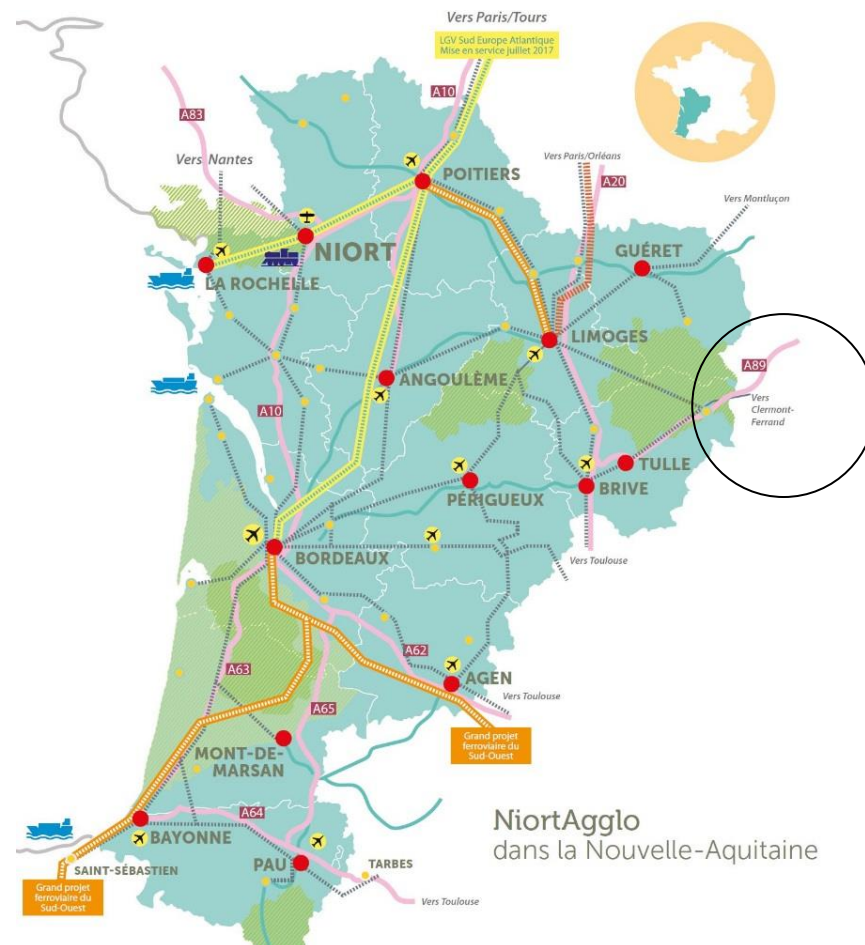 Vers Paris/Tours
LGV Sud Europe Atlantique
Mise en service juillet 2017
A10
A83
Vers Nantes
Vers Paris/Orléans
A20
POITIERS
Vers Montluçon
NIORT
GUÉRET
LA ROCHELLE
LIMOGES
A89
ANGOULÊME
Vers
Clermont-
Ferrand
A10
TULLE
BRIVE
PÉRIGUEUX
BORDEAUX
Vers Toulouse
A62
A63
AGEN
Vers Toulouse
A65
Grand projet
ferroviaire du
Sud-Ouest
MONT-DE-
MARSAN
A64
BAYONNE
NiortAgglo
dans la Nouvelle-Aquitaine
PAU
TARBES
SAINT-SÉBASTIEN
Grand projet
ferroviaire du
Sud-Ouest
Vers Toulouse